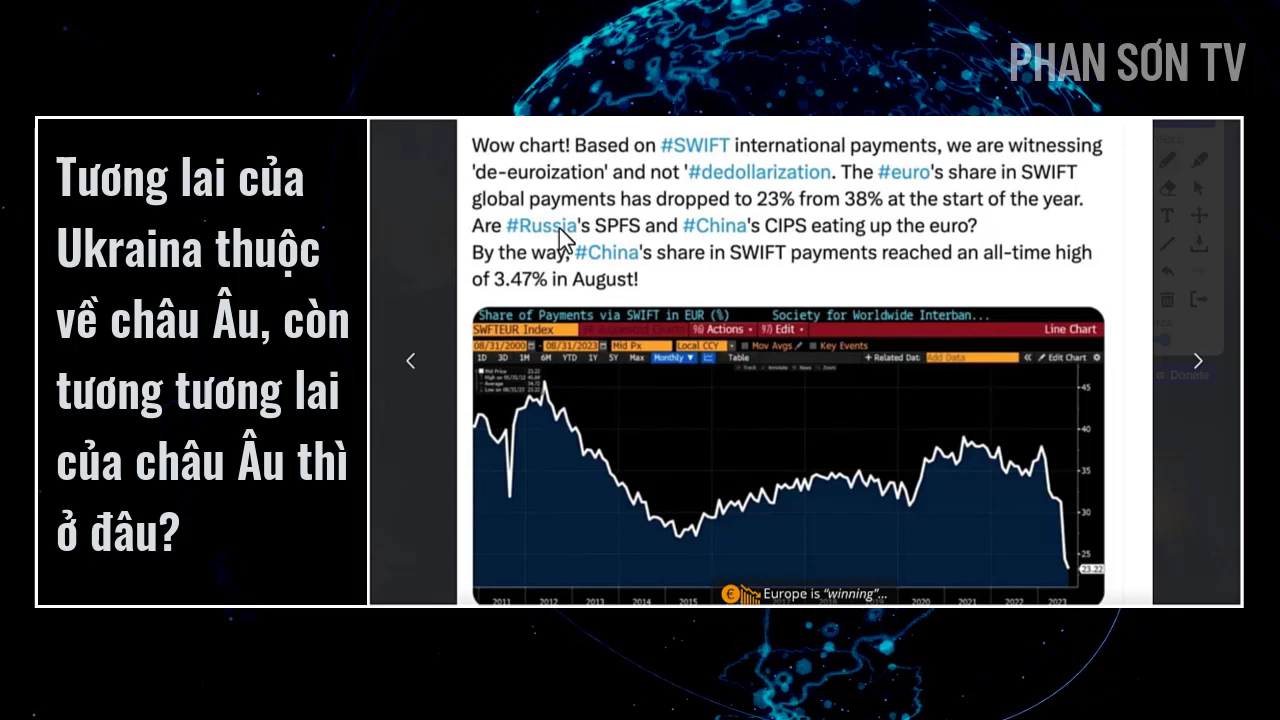 PHAN SƠN TV
Tương lai của
Ukraina thuộc
về châu Âu, còn
tương tương lai
của châu Âu thì
ở đâu?
Wow chart! Based on #SWIFT international payments, we are witnessing
'de-euroization' and not '#dedollarization. The #euro's share in SWIFT
global payments has dropped to 23% from 38% at the start of the year.
Are #Russia's SPFS and #China's CIPS eating up the euro?
By the way, #China's share in SWIFT payments reached an all-time high
of 3.47% in August!
Share of Payments via SWIFT in EUR (%) Society for Worldwide Interban...
SWFTEUR Index Actions Edit Line Chart
08/31/2000 - 08/31/2023 Mid Px Local CCY Mov Avgs Key Events
1D 3D 1M 6M YTD 1Y 5Y Max Monthly ▼ Table + Related Dat Add Data « Edit Chart
45
40
35
30
25
23.22
2011 2012 2013 2014 2015 2016 2017 2018 2019 2020 2021 2022 2023
Europe is "winning"...
Donate